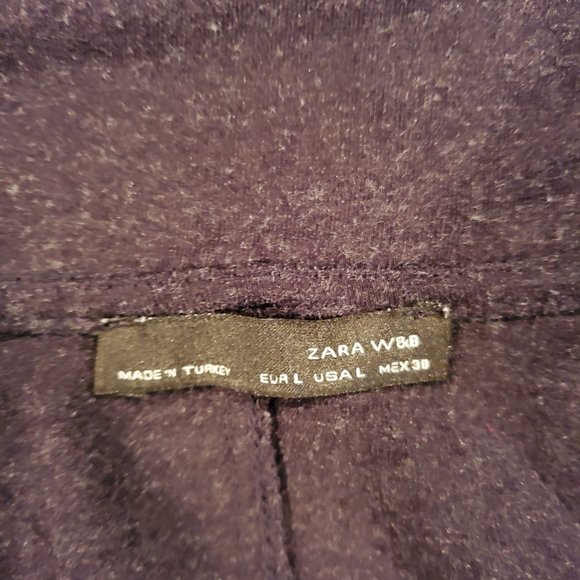 ZARA W&B
MADE IN TURKEY EUR L USA L MEX 30